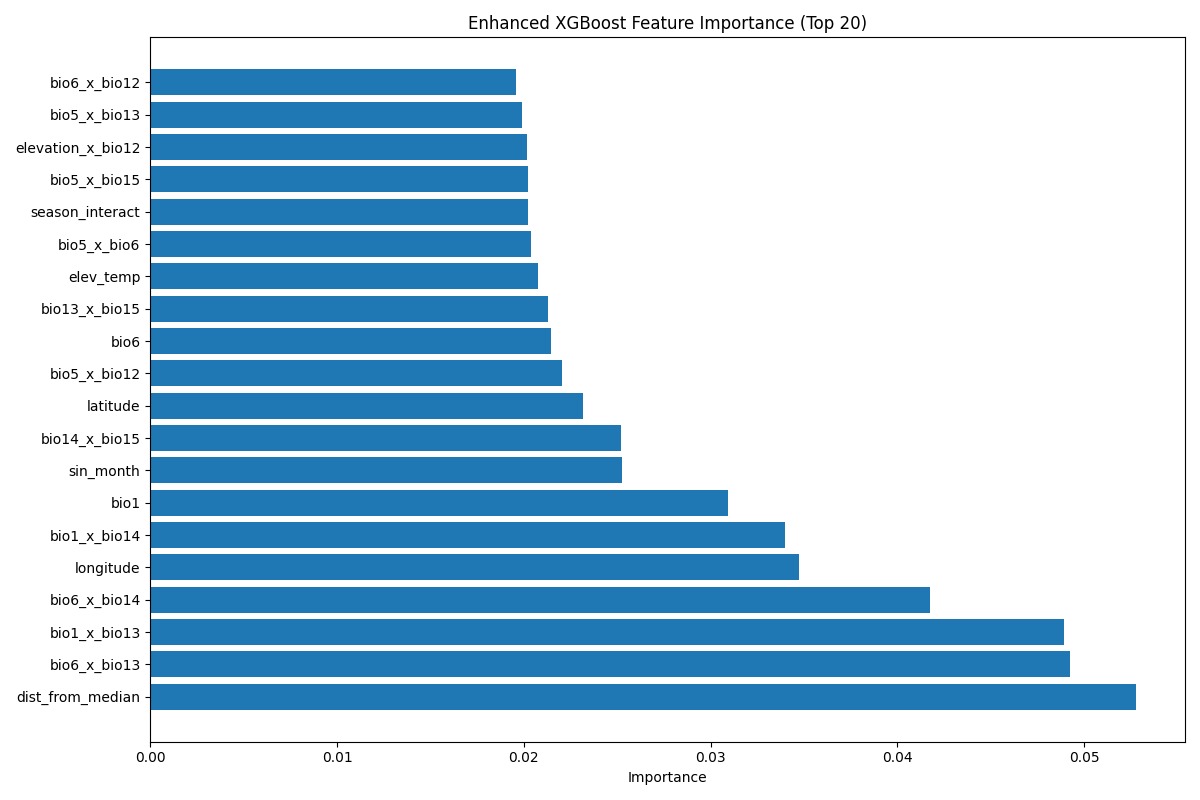 Enhanced XGBoost Feature Importance (Top 20)
bio6_x_bio12
bio5_x_bio13
elevation_x_bio12
bio5_x_bio15
season_interact
bio5_x_bio6
elev_temp
bio13_x_bio15
bio6
bio5_x_bio12
latitude
bio14_x_bio15
sin_month
bio1
bio1_x_bio14
longitude
bio6_x_bio14
bio1_x_bio13
bio6_x_bio13
dist_from_median
0.00 0.01 0.02 0.03 0.04 0.05
Importance